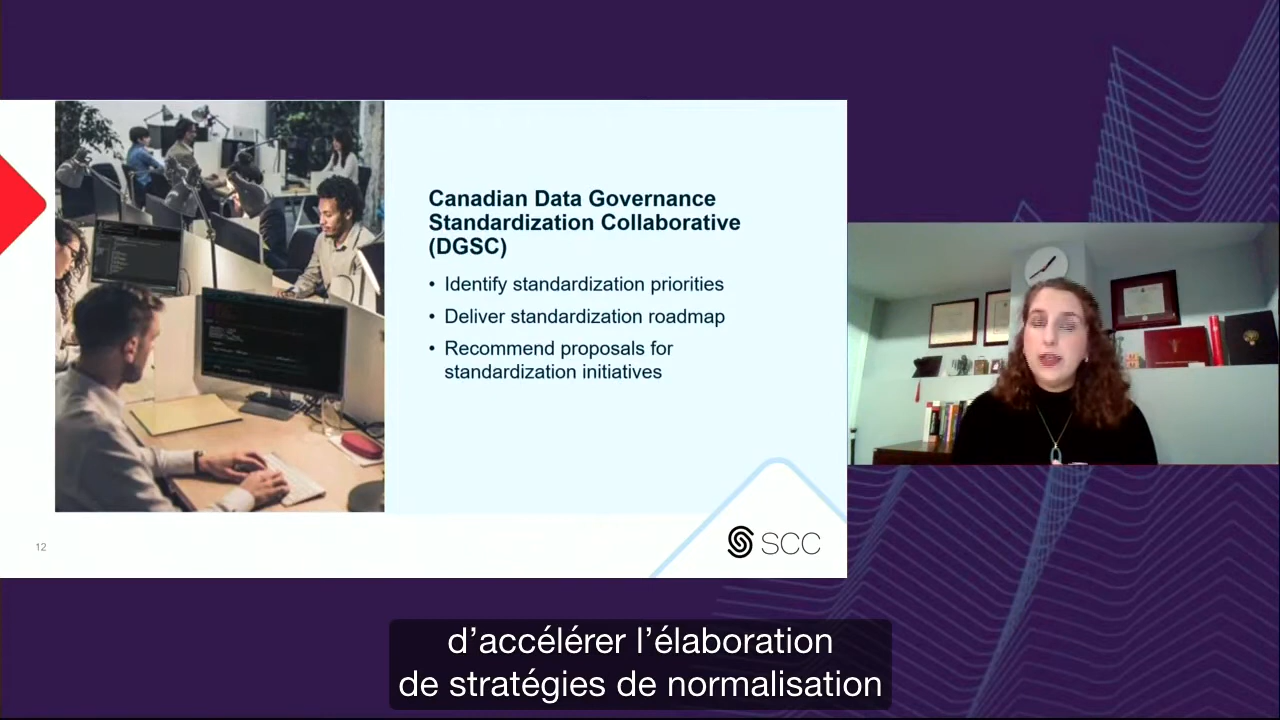 Canadian Data Governance
Standardization Collaborative
(DGSC)
• Identify standardization priorities
• Deliver standardization roadmap
• Recommend proposals for
standardization initiatives
12
SCC
d’accélérer l’élaboration
de stratégies de normalisation